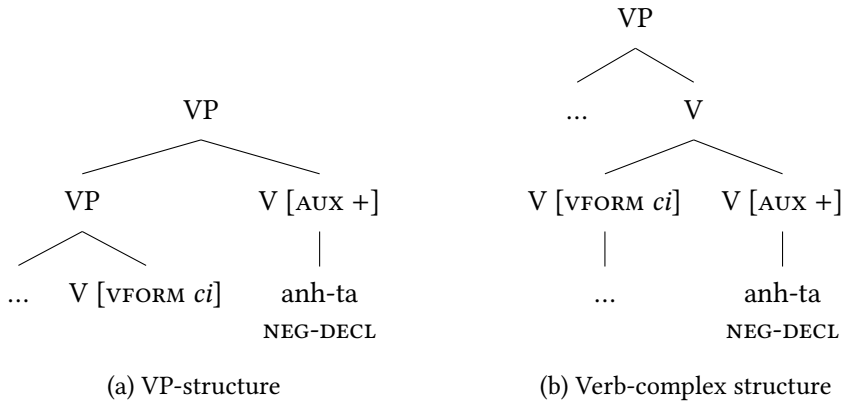 VP
VP
... V
VP V [AUX +]
V [VFORM ci] V [AUX +]
... V [VFORM ci] anh-ta
NEG-DECL
... anh-ta
NEG-DECL
(a) VP-structure
(b) Verb-complex structure